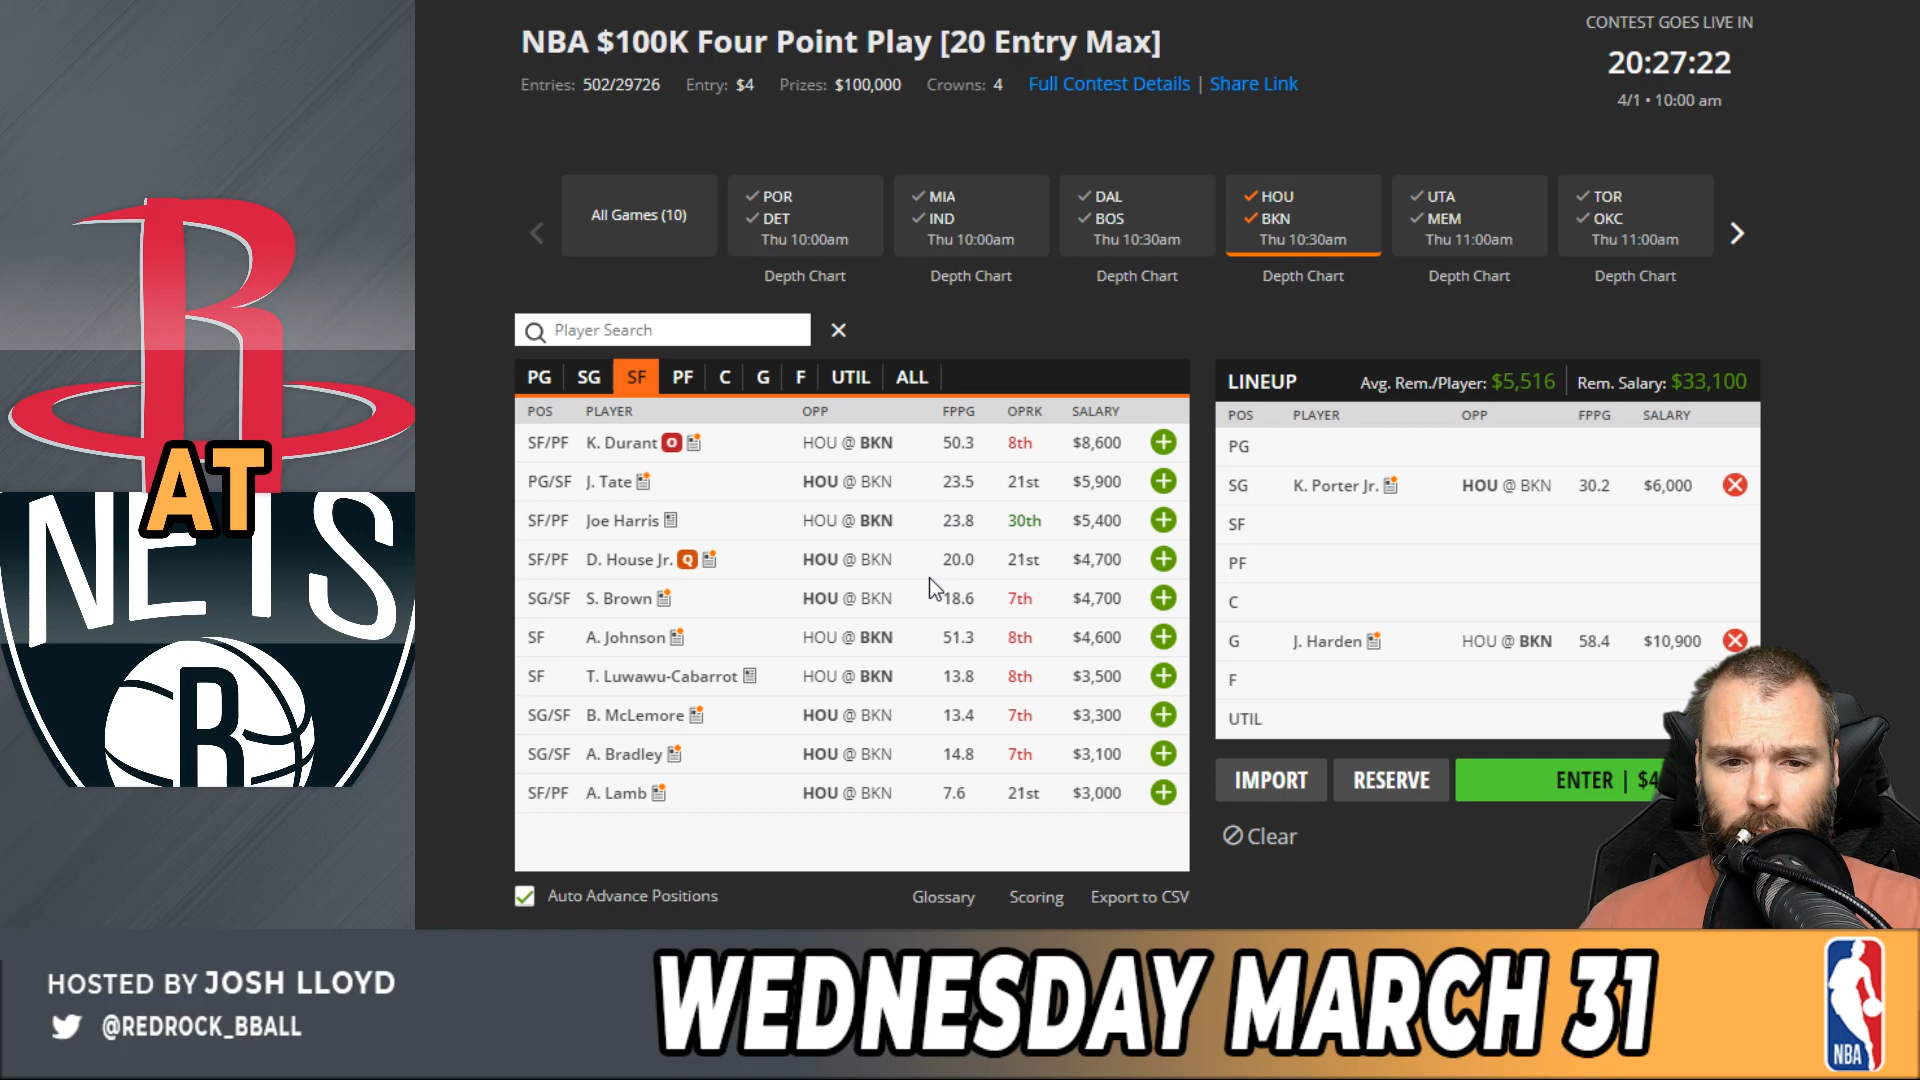 NBA $100K Four Point Play [20 Entry Max]
Entries: 502/29726 Entry: $4 Prizes: $100,000 Crowns: 4 Full Contest Details | Share Link
CONTEST GOES LIVE IN
20:27:22
4/1 • 10:00 am
All Games (10)
POR
DET
Thu 10:00am
Depth Chart
MIA
IND
Thu 10:00am
Depth Chart
DAL
BOS
Thu 10:30am
Depth Chart
HOU
BKN
Thu 10:30am
Depth Chart
UTA
MEM
Thu 11:00am
Depth Chart
TOR
OKC
Thu 11:00am
Depth Chart
Player Search
PG SG SF PF C G F UTIL ALL
POS PLAYER OPP FPPG OPRK SALARY
SF/PF K. Durant O HOU @ BKN 50.3 8th $8,600
PG/SF J. Tate HOU @ BKN 23.5 21st $5,900
SF/PF Joe Harris HOU @ BKN 23.8 30th $5,400
SF/PF D. House Jr. Q HOU @ BKN 20.0 21st $4,700
SG/SF S. Brown HOU @ BKN 18.6 7th $4,700
SF A. Johnson HOU @ BKN 51.3 8th $4,600
SF T. Luwawu-Cabarrot HOU @ BKN 13.8 8th $3,500
SG/SF B. McLemore HOU @ BKN 13.4 7th $3,300
SG/SF A. Bradley HOU @ BKN 14.8 7th $3,100
SF/PF A. Lamb HOU @ BKN 7.6 21st $3,000
Auto Advance Positions
Glossary Scoring Export to CSV
LINEUP Avg. Rem./Player: $5,516 Rem. Salary: $33,100
POS PLAYER OPP FPPG SALARY
PG
SG K. Porter Jr. HOU @ BKN 30.2 $6,000
SF
PF
C
G J. Harden HOU @ BKN 58.4 $10,900
F
UTIL
IMPORT RESERVE ENTER | $4
Clear
R
AT
NETS
B
HOSTED BY JOSH LLOYD
@REDROCK_BBALL
WEDNESDAY MARCH 31
NBA